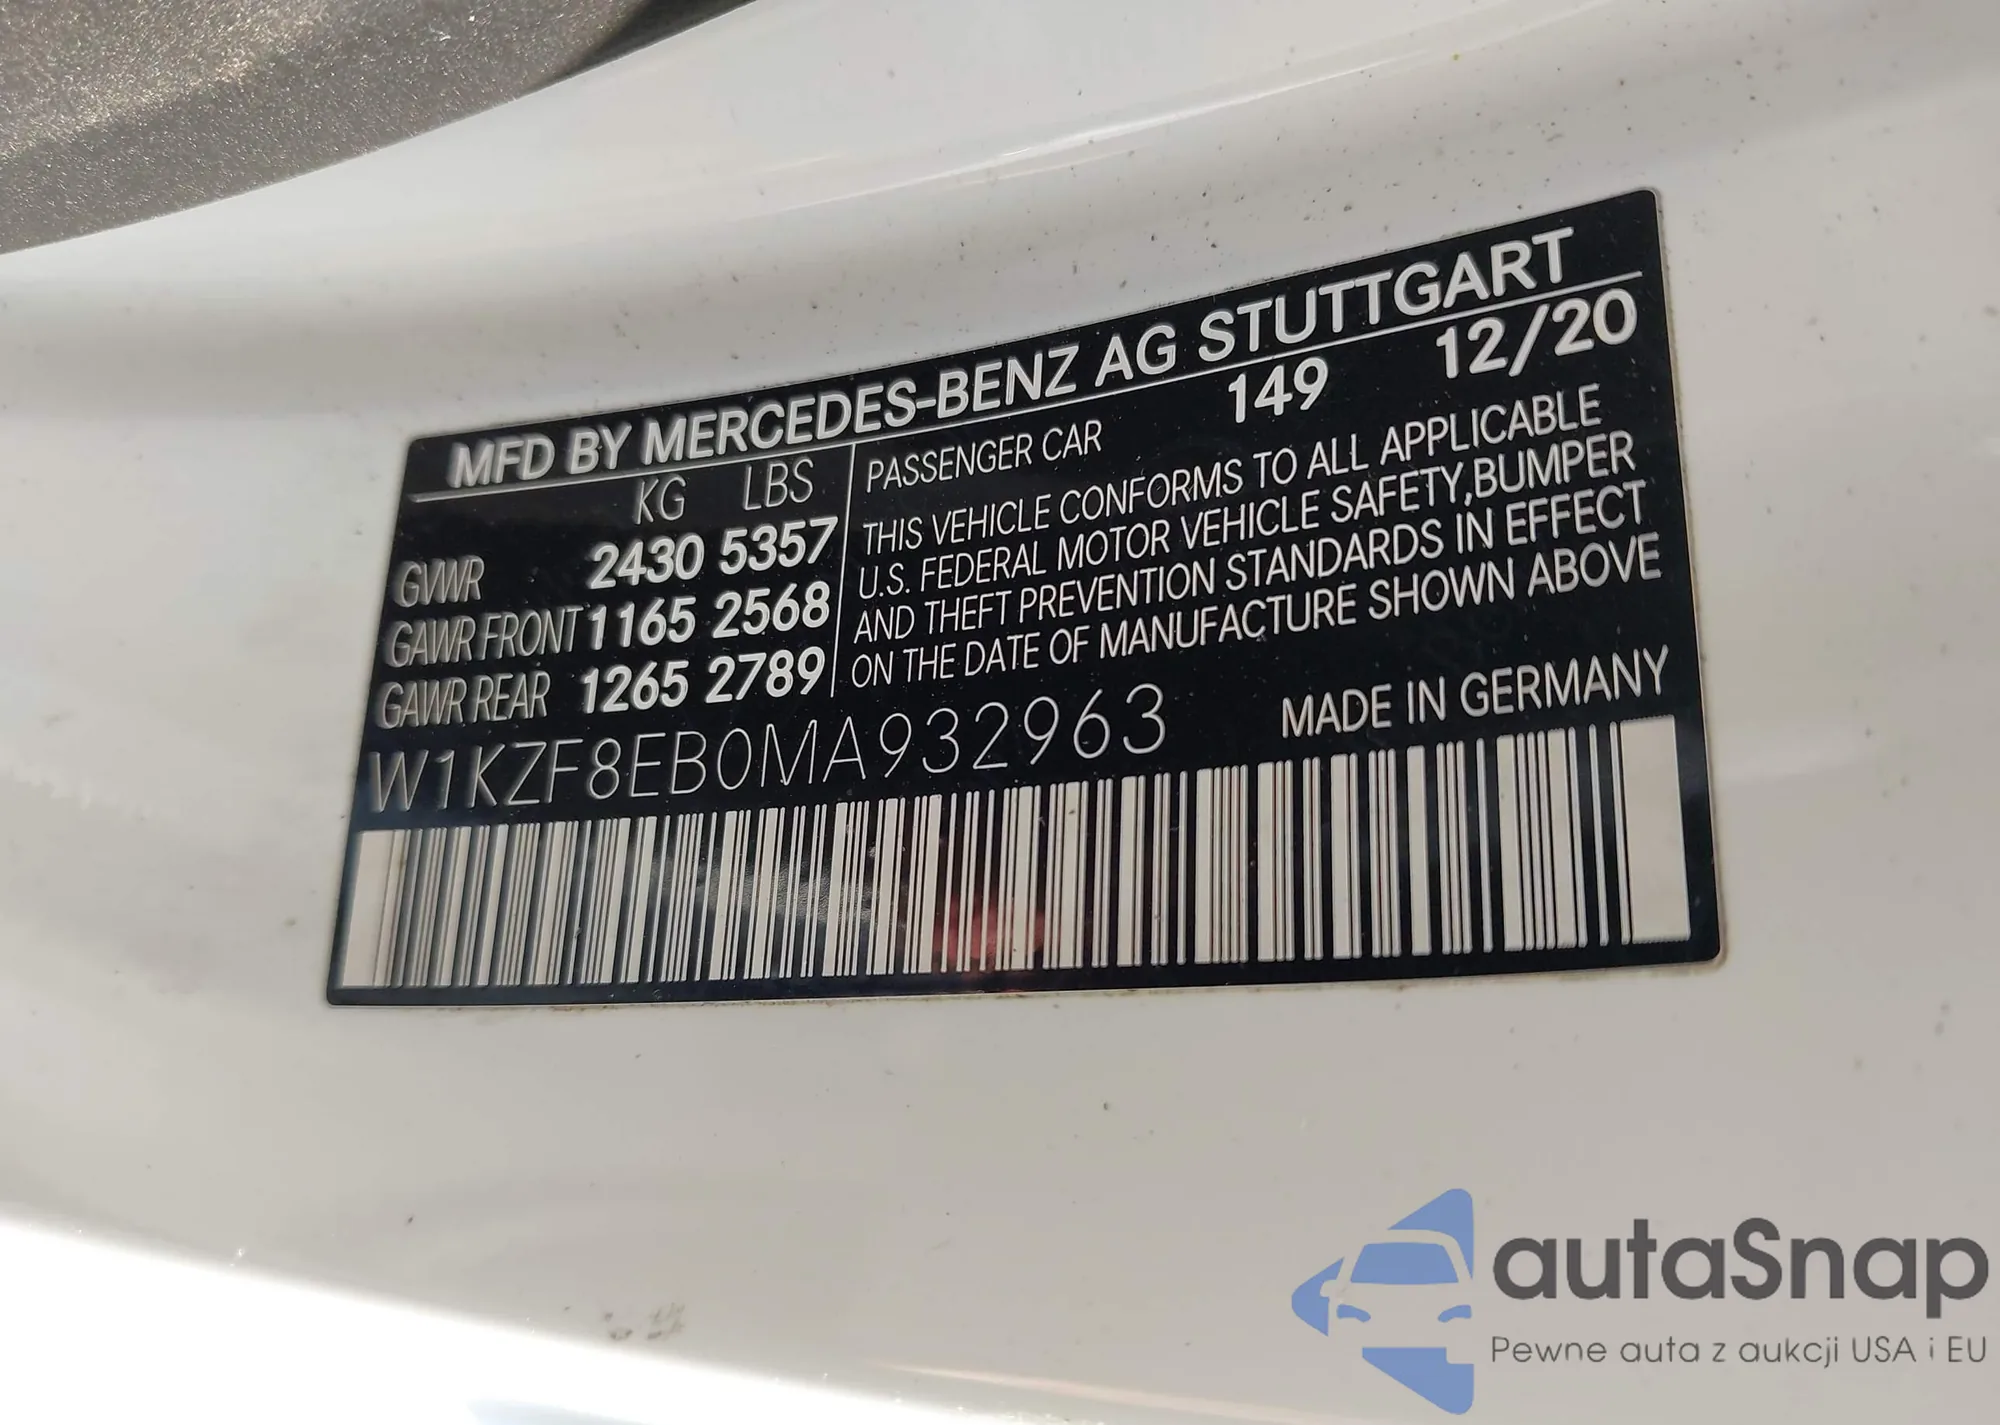 MFD BY MERCEDES-BENZ AG STUTTGART
KG LBS
GVWR 2430 5357
GAWR FRONT 1165 2568
GAWR REAR 1265 2789
PASSENGER CAR 149 12/20
THIS VEHICLE CONFORMS TO ALL APPLICABLE
U.S. FEDERAL MOTOR VEHICLE SAFETY,BUMPER
AND THEFT PREVENTION STANDARDS IN EFFECT
ON THE DATE OF MANUFACTURE SHOWN ABOVE
W1KZF8EB0MA932963 MADE IN GERMANY
autaSnap
Pewne auta z aukcji USA i EU